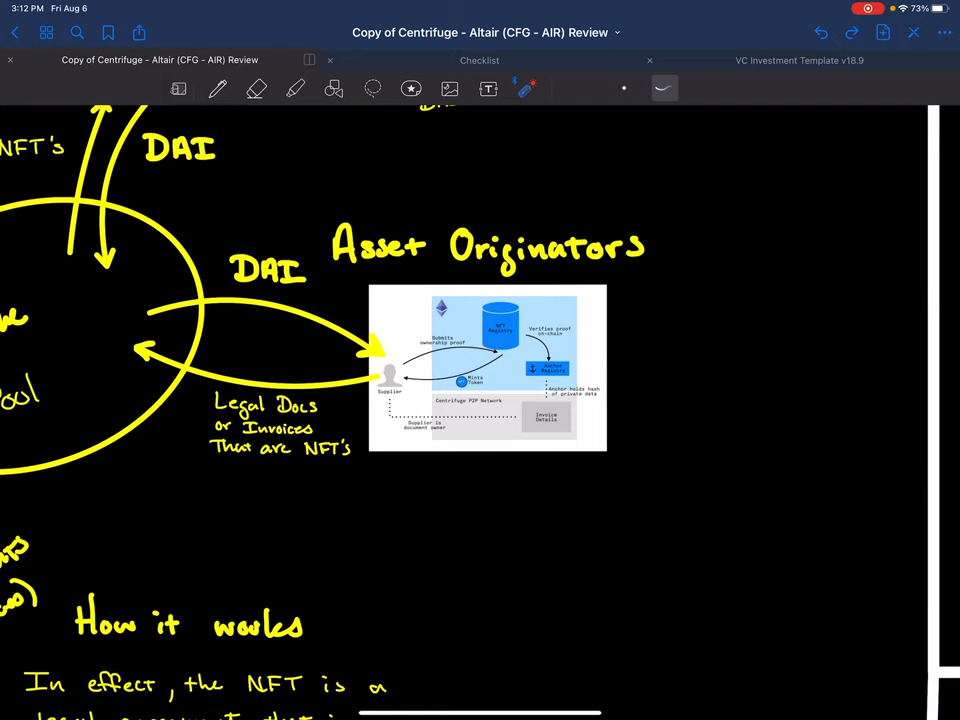 3:12 PM Fri Aug 6
73%
Copy of Centrifuge - Altair (CFG - AIR) Review
Copy of Centrifuge - Altair (CFG - AIR) Review
Checklist
VC Investment Template v18.9
NFT's
DAI
Asset Originators
DAI
NFT Registry
Verifies proof
on-chain
Submits
ownership proof
Anchor
Registry
Mints
Token
Supplier
Anchor holds hash
of private data
Centrifuge P2P Network
Invoice
Details
Supplier is
document owner
Legal Docs
or Invoices
That are NFT's
How it works
In effect, the NFT is a